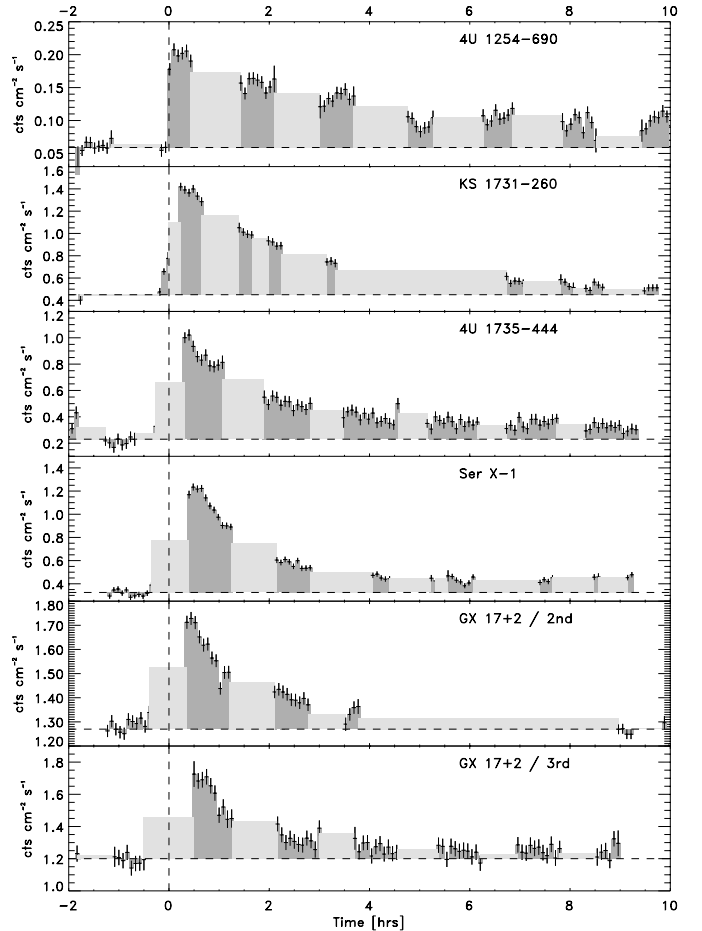 −2 0 2 4 6 8 10
0.25
0.20
0.15
0.10
0.05
cts cm−2 s−1
4U 1254−690
1.6
1.4
1.2
1.0
0.8
0.6
0.4
cts cm−2 s−1
KS 1731−260
1.2
1.0
0.8
0.6
0.4
0.2
cts cm−2 s−1
4U 1735−444
1.4
1.2
1.0
0.8
0.6
0.4
cts cm−2 s−1
Ser X−1
1.80
1.70
1.60
1.50
1.40
1.30
1.20
cts cm−2 s−1
GX 17+2 / 2nd
1.8
1.6
1.4
1.2
1.0
cts cm−2 s−1
GX 17+2 / 3rd
−2 0 2 4 6 8 10
Time [hrs]